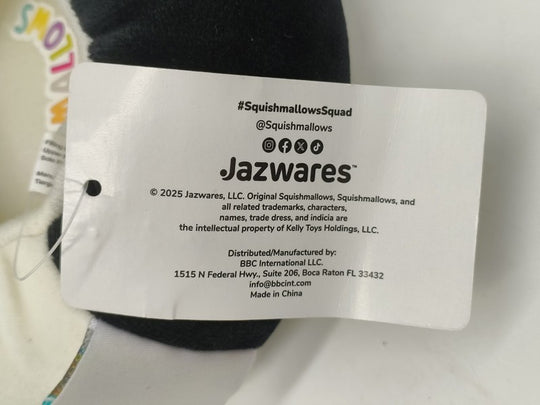 #SquishmallowsSquad
@Squishmallows
Jazwares™
© 2025 Jazwares, LLC. Original Squishmallows, Squishmallows, and
all related trademarks, characters,
names, trade dress, and indicia are
the intellectual property of Kelly Toys Holdings, LLC.
Distributed/Manufactured by:
BBC International LLC.
1515 N Federal Hwy., Suite 206, Boca Raton FL 33432
info@bbcint.com
Made in China